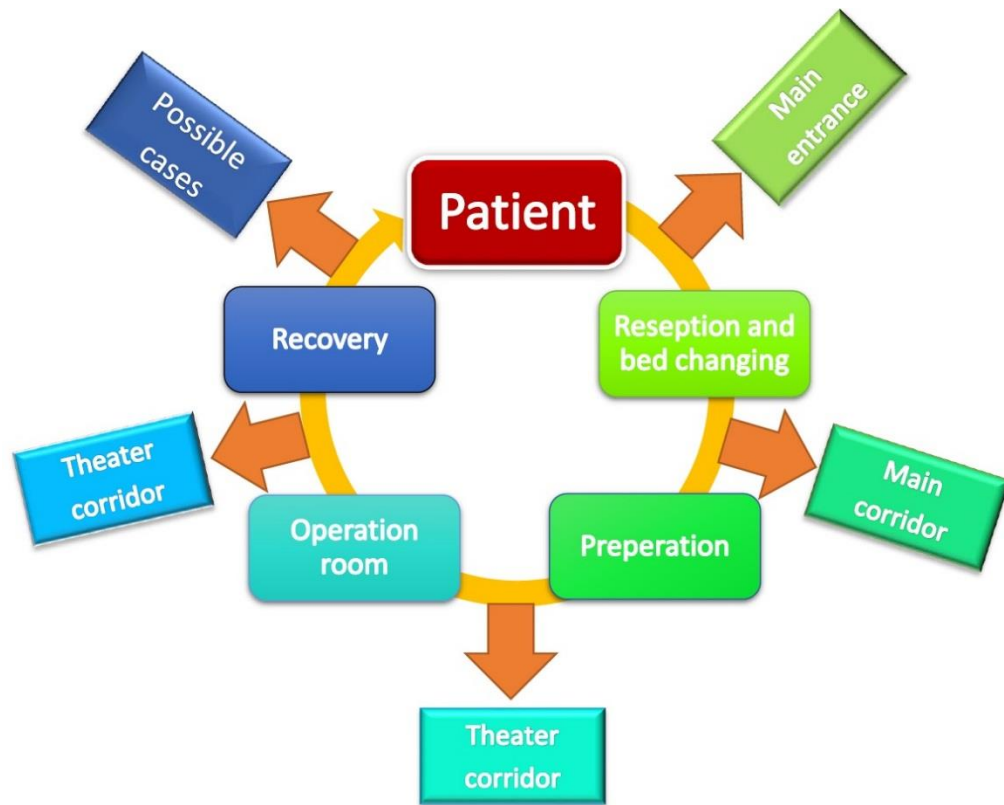 Patient
Main
entrance
Reseption and
bed changing
Main
corridor
Preperation
Theater
corridor
Operation
room
Theater
corridor
Recovery
Possible
cases